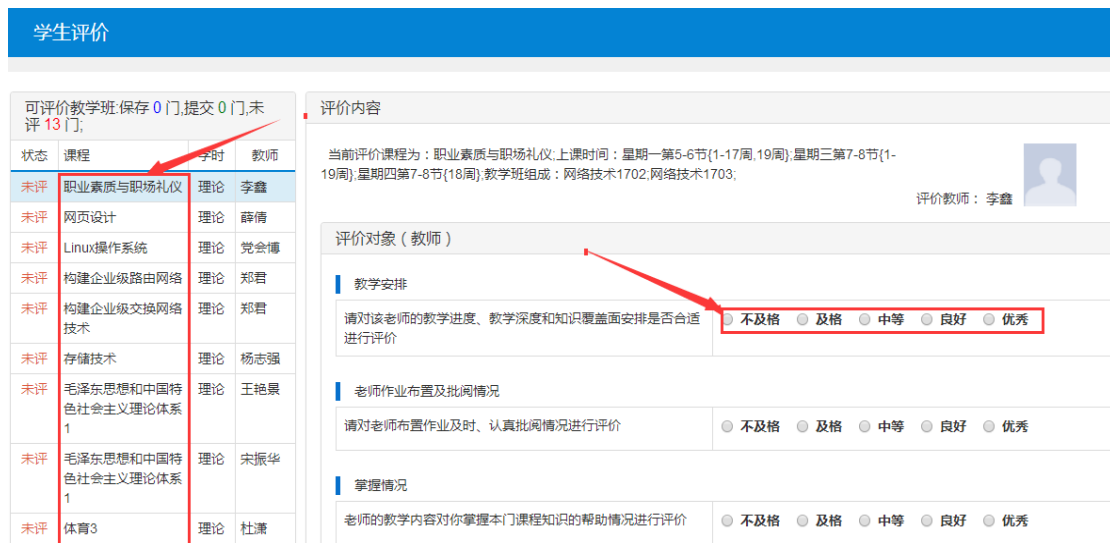 学生评价
可评价教学班:保存 0 门,提交 0 门,未
评 13 门;
状态 课程 学时 教师
未评 职业素质与职场礼仪 理论 李鑫
未评 网页设计 理论 薛倩
未评 Linux操作系统 理论 党会博
未评 构建企业级路由网络 理论 郑君
未评 构建企业级交换网络 理论 郑君
技术
未评 存储技术 理论 杨志强
未评 毛泽东思想和中国特 理论 王艳景
色社会主义理论体系
1
未评 毛泽东思想和中国特 理论 宋振华
色社会主义理论体系
1
未评 体育3 理论 杜潇
评价内容
当前评价课程为：职业素质与职场礼仪;上课时间：星期一第5-6节{1-17周,19周};星期三第7-8节{1-
19周};星期四第7-8节{18周};教学班组成：网络技术1702;网络技术1703;
评价教师： 李鑫
评价对象 ( 教师 )
教学安排
请对该老师的教学进度、教学深度和知识覆盖面安排是否合适 不及格 及格 中等 良好 优秀
进行评价
老师作业布置及批阅情况
请对老师布置作业及时、认真批阅情况进行评价 不及格 及格 中等 良好 优秀
掌握情况
老师的教学内容对你掌握本门课程知识的帮助情况进行评价 不及格 及格 中等 良好 优秀